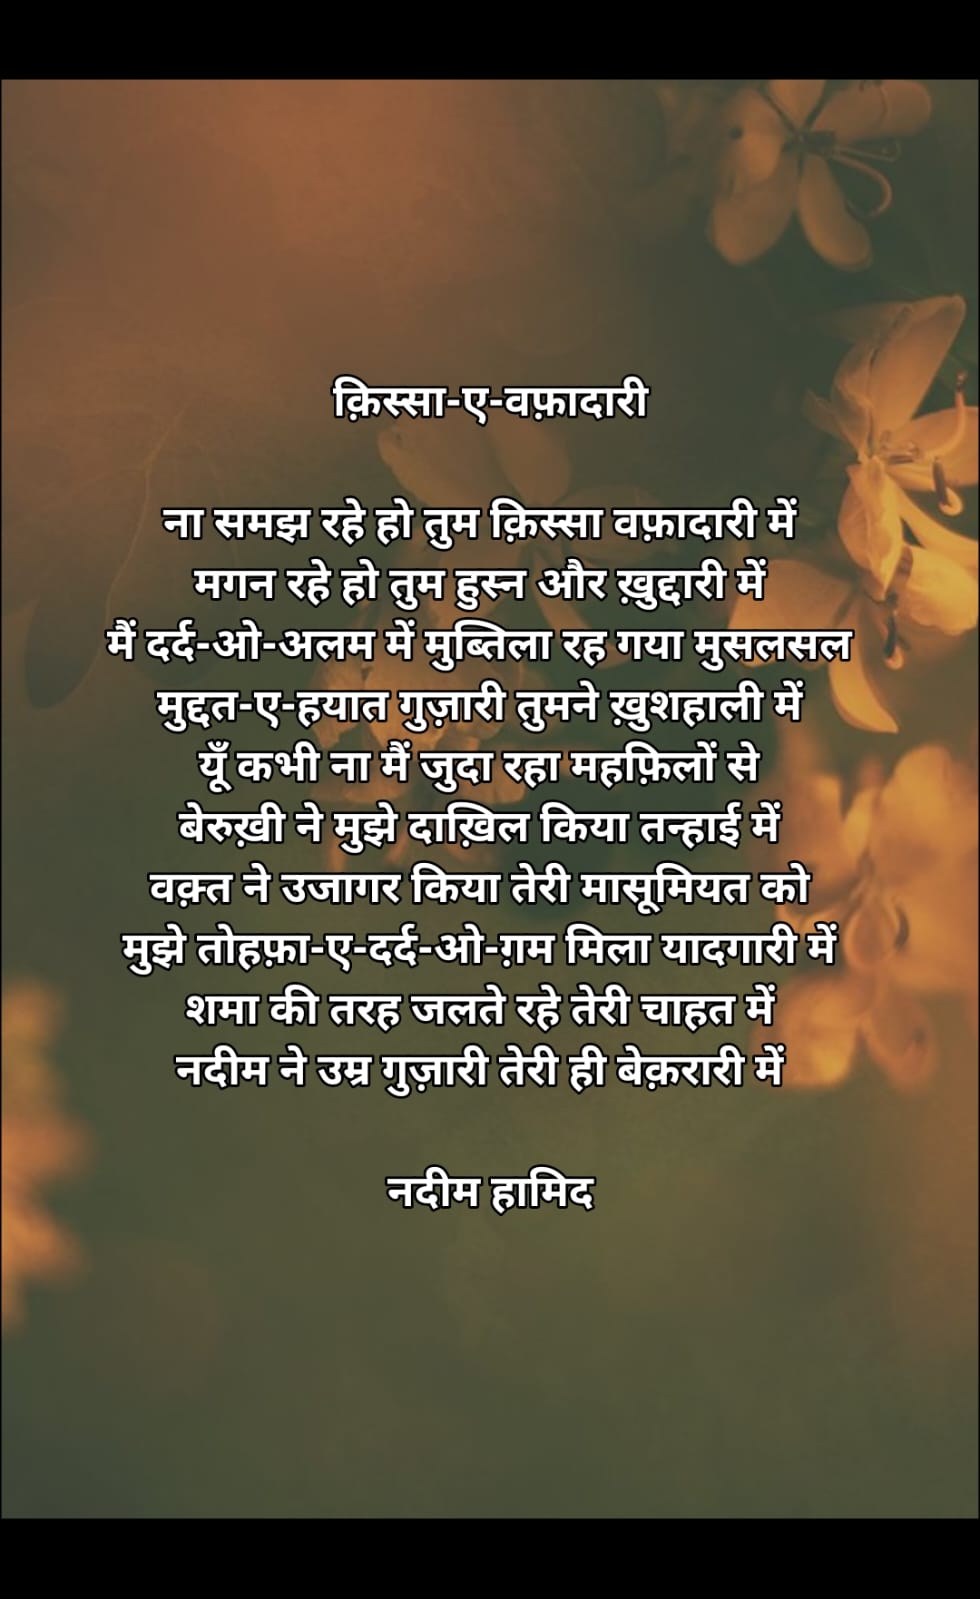 क़िस्सा-ए-वफ़ादारी
ना समझ रहे हो तुम क़िस्सा वफ़ादारी में
मगन रहे हो तुम हुस्न और ख़ुद्दारी में
मैं दर्द-ओ-अलम में मुब्तिला रह गया मुसलसल
मुद्दत-ए-हयात गुज़ारी तुमने ख़ुशहाली में
यूँ कभी ना मैं जुदा रहा महफ़िलों से
बेरुख़ी ने मुझे दाख़िल किया तन्हाई में
वक़्त ने उजागर किया तेरी मासूमियत को
मुझे तोहफ़ा-ए-दर्द-ओ-ग़म मिला यादगारी में
शमा की तरह जलते रहे तेरी चाहत में
नदीम ने उम्र गुज़ारी तेरी ही बेक़रारी में
नदीम हामिद